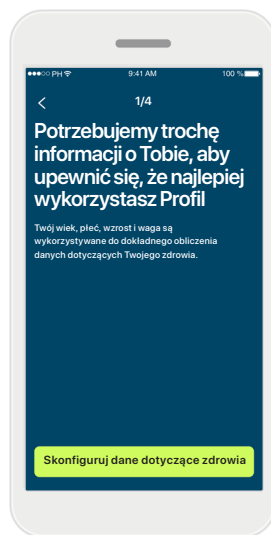 PH 9:41 AM 100 %
1/4
Potrzebujemy trochę
informacji o Tobie, aby
upewnić się, że najlepiej
wykorzystasz Profil
Twój wiek, płeć, wzrost i waga są
wykorzystywane do dokładnego obliczenia
danych dotyczących Twojego zdrowia.
Skonfiguruj dane dotyczące zdrowia